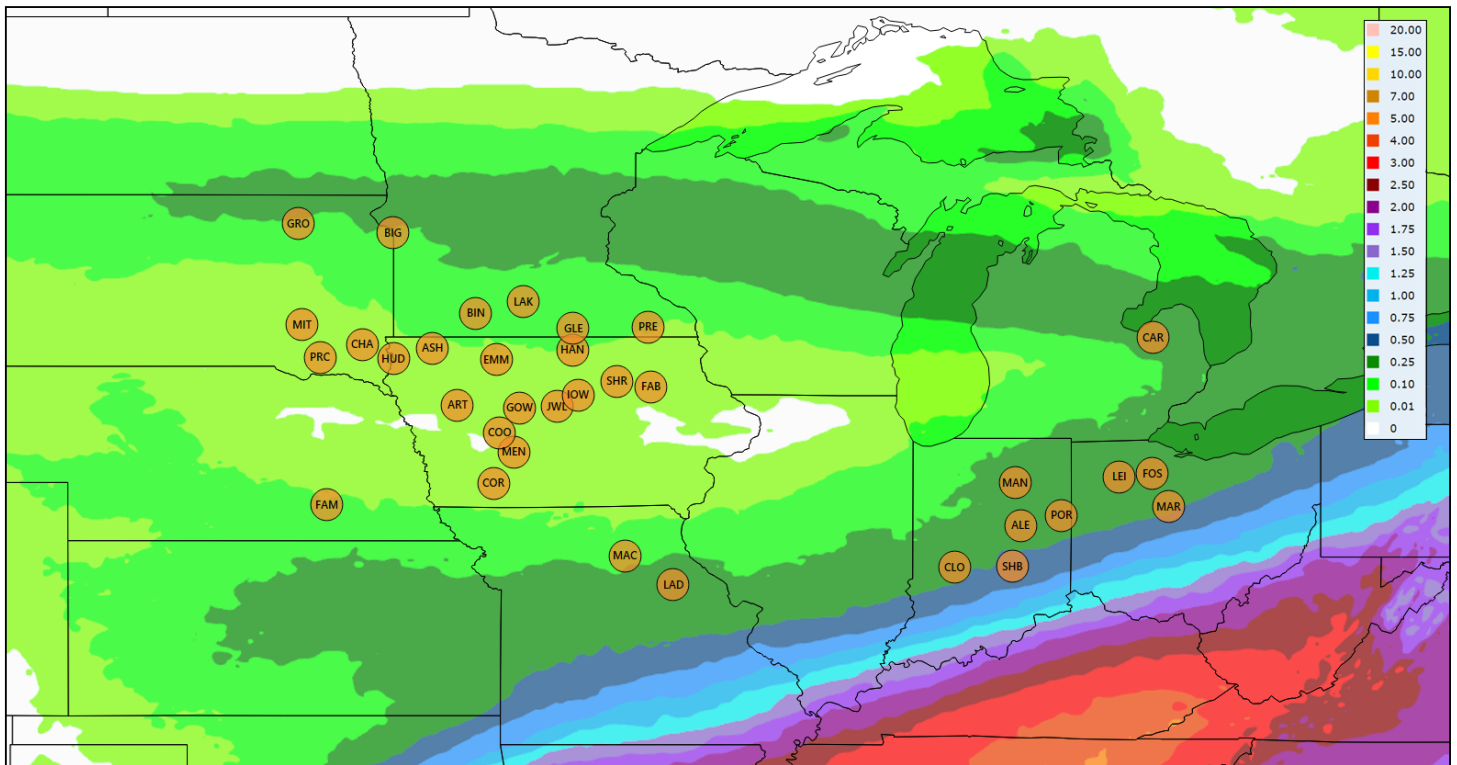 20.00
15.00
10.00
7.00
5.00
4.00
3.00
2.50
2.00
1.75
1.50
1.25
1.00
0.75
0.50
0.25
0.10
0.01
0
GRO
BIG
LAK
BIN
MIT
GLE
PRE
CAR
CHA
ASH
HAN
PRC
HUD
EMM
SHR
FAB
IOW
ART
GOW
JWL
COO
MEN
COR
MAN
LEI
FOS
FAM
MAR
POR
ALE
MAC
CLO
SHB
LAD